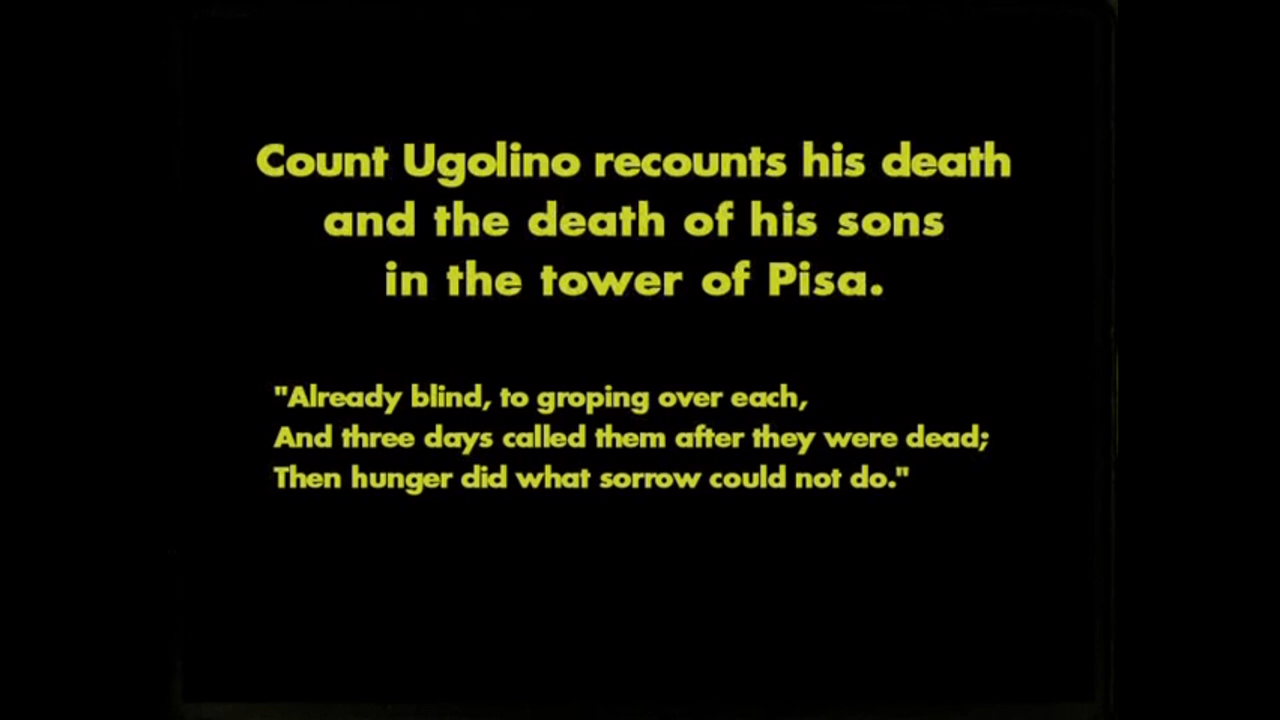 Count Ugolino recounts his death
and the death of his sons
in the tower of Pisa.
"Already blind, to groping over each,
And three days called them after they were dead;
Then hunger did what sorrow could not do."